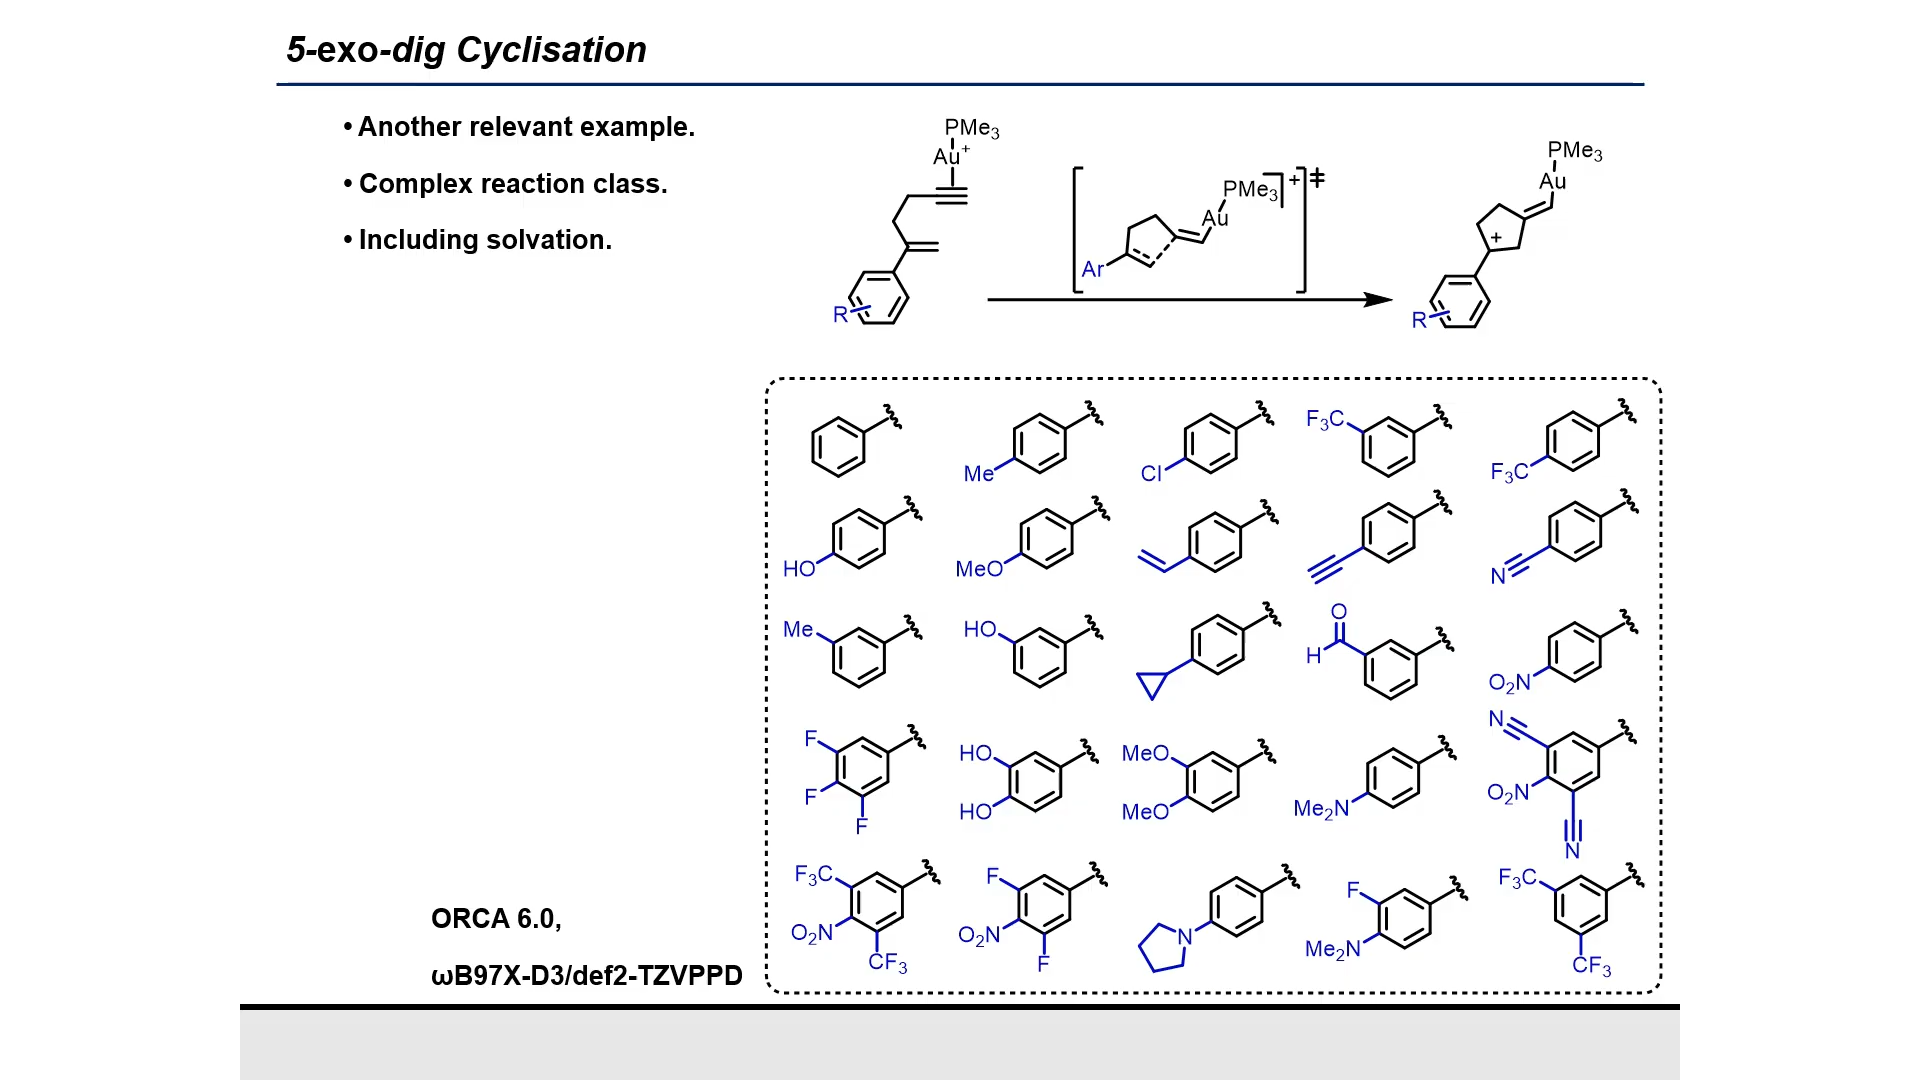 5-exo-dig Cyclisation
• Another relevant example.
• Complex reaction class.
• Including solvation.
PMe3
Au+
R
Ar
Au
PMe3
+
‡
PMe3
Au
+
R
Me
Cl
F3C
F3C
HO
MeO
N
Me
HO
O
H
O2N
F
F
F
HO
HO
MeO
MeO
Me2N
N
O2N
N
F3C
O2N
CF3
F
O2N
F
N
F
Me2N
F3C
CF3
ORCA 6.0,
ωB97X-D3/def2-TZVPPD